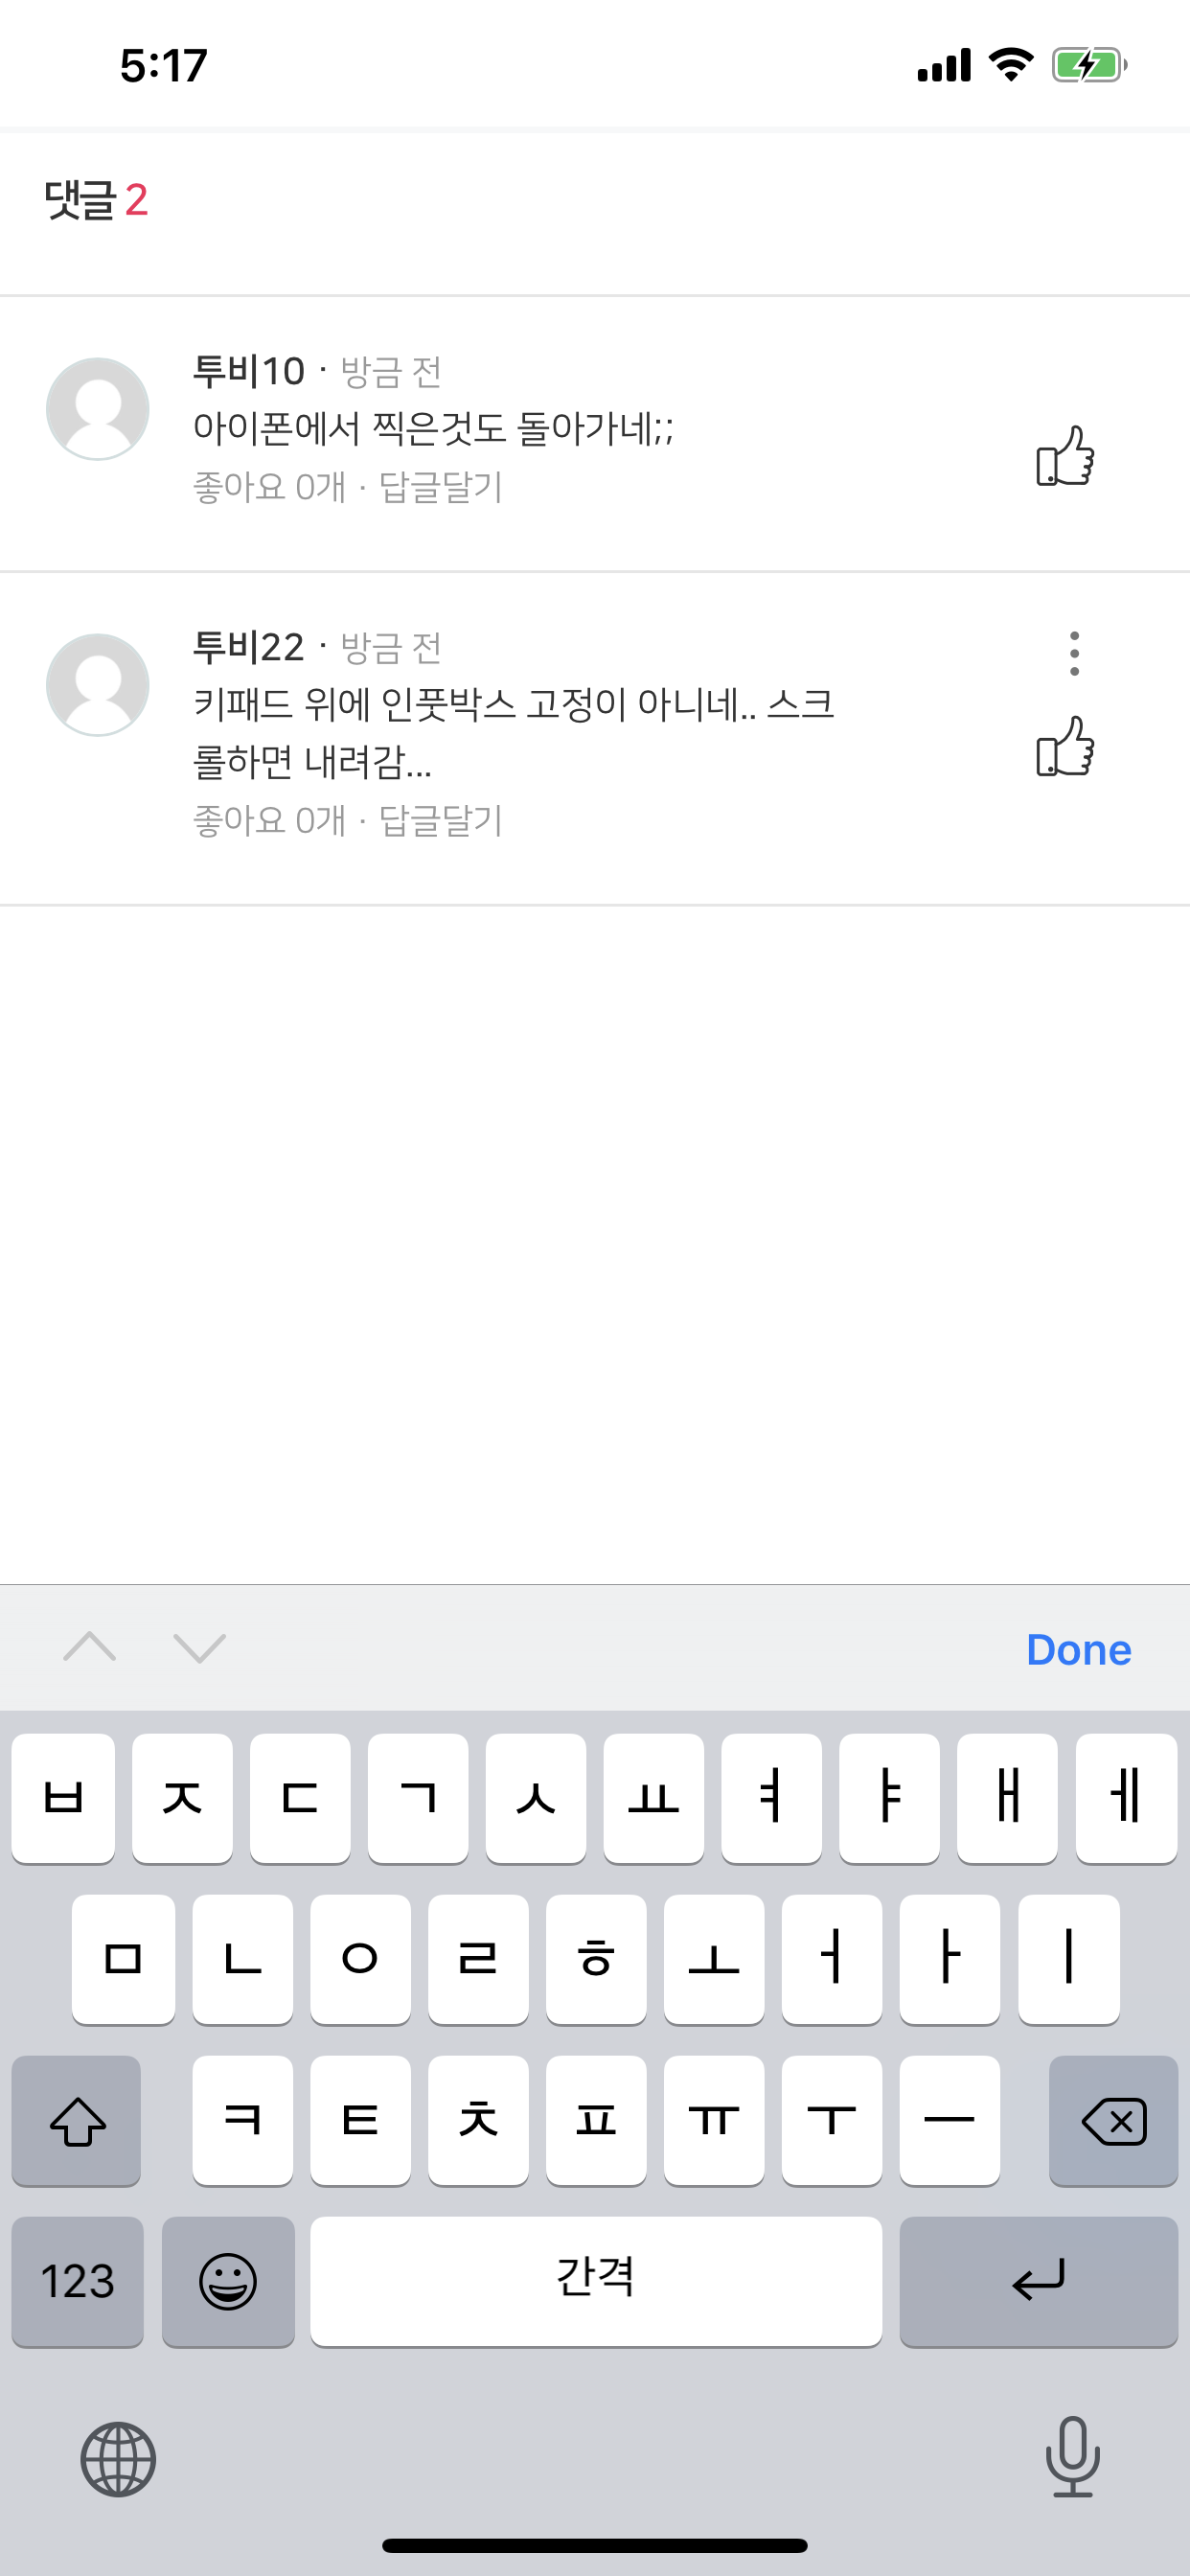 5:17
댓글 2
투비10 · 방금 전
아이폰에서 찍은것도 돌아가네;;
좋아요 0개 · 답글달기
투비22 · 방금 전
키패드 위에 인풋박스 고정이 아니네.. 스크
롤하면 내려감...
좋아요 0개 · 답글달기
Done
ㅂ ㅈ ㄷ ㄱ ㅅ ㅛ ㅕ ㅑ ㅐ ㅔ
ㅁ ㄴ ㅇ ㄹ ㅎ ㅗ ㅓ ㅏ ㅣ
ㅋ ㅌ ㅊ ㅍ ㅠ ㅜ ㅡ
123 간격